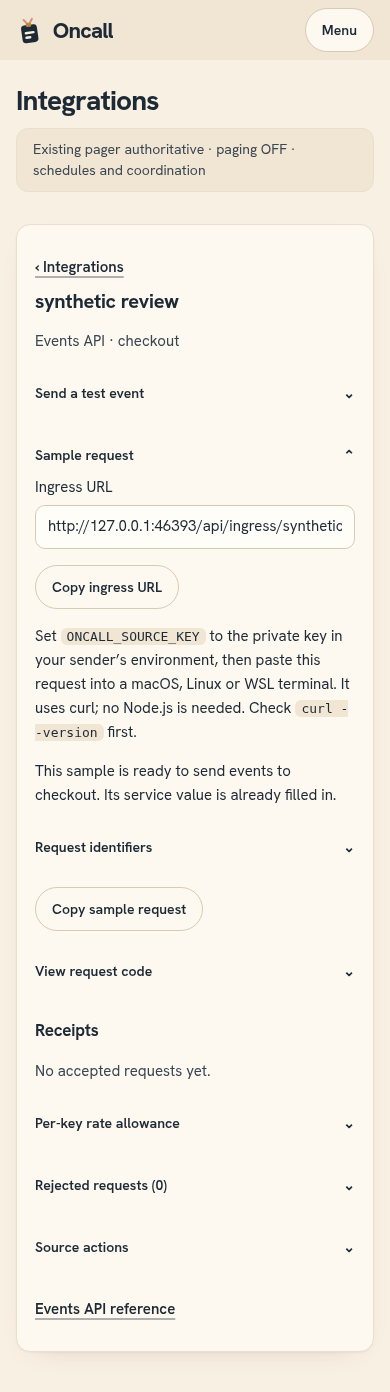 Oncall
Menu
Integrations
Existing pager authoritative · paging OFF ·
schedules and coordination
‹ Integrations
synthetic review
Events API · checkout
Send a test event
Sample request
Ingress URL
http://127.0.0.1:46393/api/ingress/synthetic
Copy ingress URL
Set ONCALL_SOURCE_KEY to the private key in
your sender’s environment, then paste this
request into a macOS, Linux or WSL terminal. It
uses curl; no Node.js is needed. Check curl -
-version first.
This sample is ready to send events to
checkout. Its service value is already filled in.
Request identifiers
Copy sample request
View request code
Receipts
No accepted requests yet.
Per-key rate allowance
Rejected requests (0)
Source actions
Events API reference